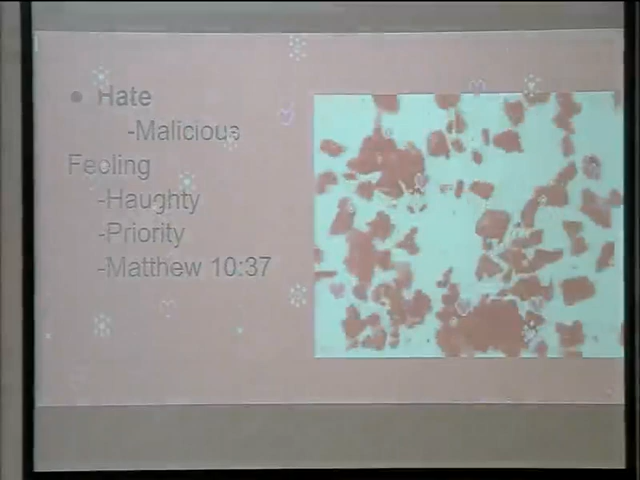 • Hate
-Malicious
Feeling
-Haughty
-Priority
-Matthew 10:37